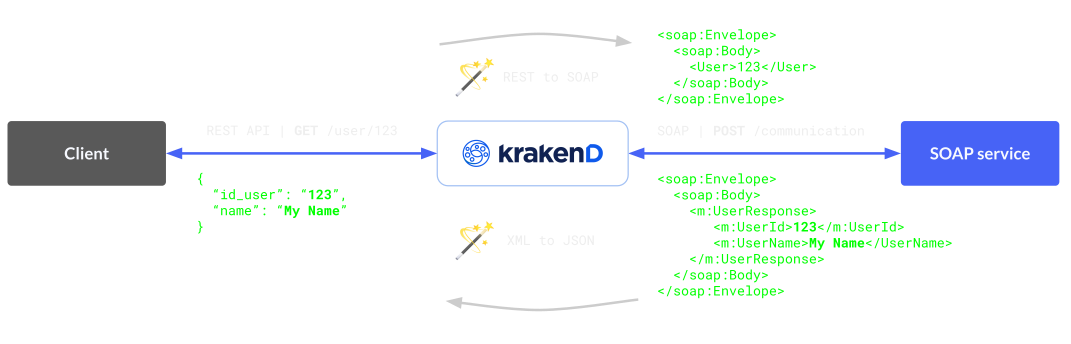 <soap:Envelope>
<soap:Body>
<User>123</User>
</soap:Body>
</soap:Envelope>
REST to SOAP
REST API | GET /user/123
SOAP | POST /communication
Client
krakenD
SOAP service
{
"id_user": "123",
"name": "My Name"
}
<soap:Envelope>
<soap:Body>
<m:UserResponse>
<m:UserId>123</m:UserId>
<m:UserName>My Name</UserName>
</m:UserResponse>
</soap:Body>
</soap:Envelope>
XML to JSON